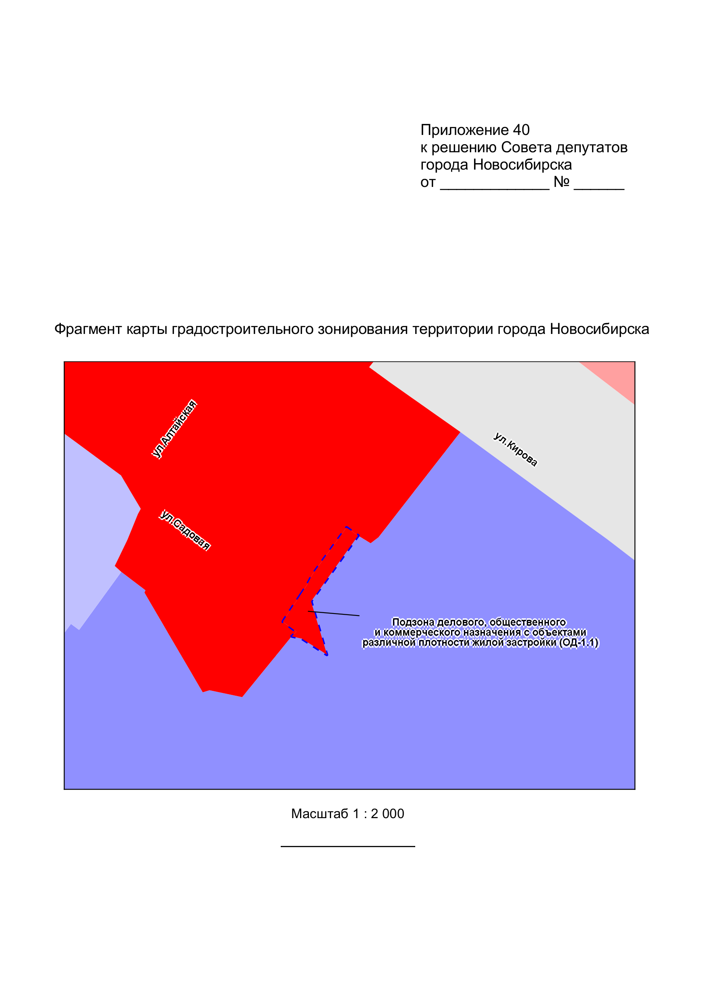 Приложение 40
к решению Совета депутатов
города Новосибирска
от _____________ № ______
Фрагмент карты градостроительного зонирования территории города Новосибирска
ул.Алтайская
ул.Кирова
ул.Садовая
Подзона делового, общественного
и коммерческого назначения с объектами
различной плотности жилой застройки (ОД-1.1)
Масштаб 1 : 2 000